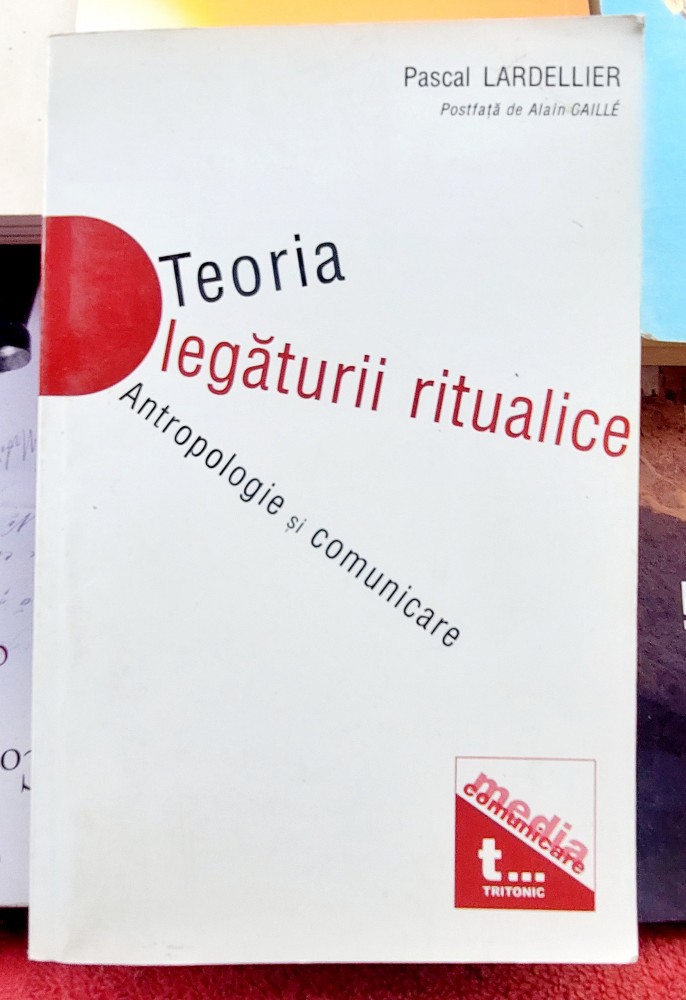 Pascal LARDELLIER
Postfață de Alain CAILLÉ
Teoria
legăturii ritualice
Antropologie și comunicare
media
comunicare
t...
TRITONIC